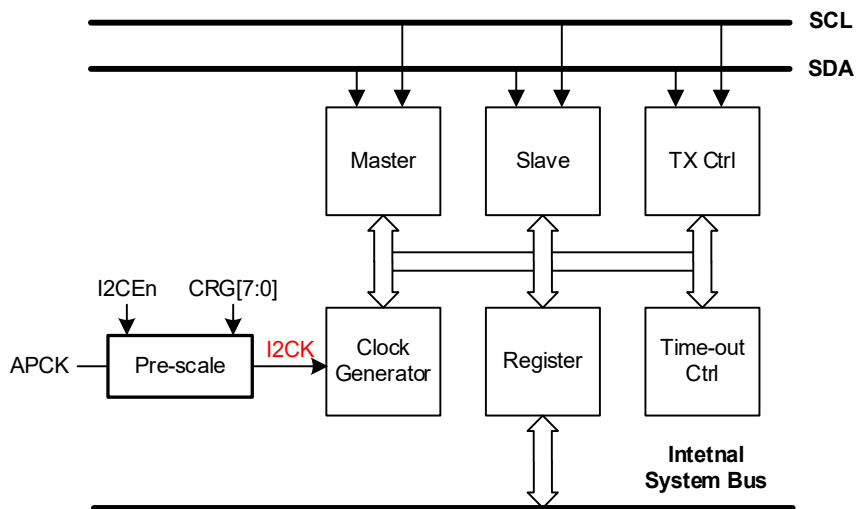 SCL
SDA
Master
Slave
TX Ctrl
I2CEn
CRG[7:0]
APCK
Pre-scale
I2CK
Clock
Generator
Register
Time-out
Ctrl
Intetnal
System Bus